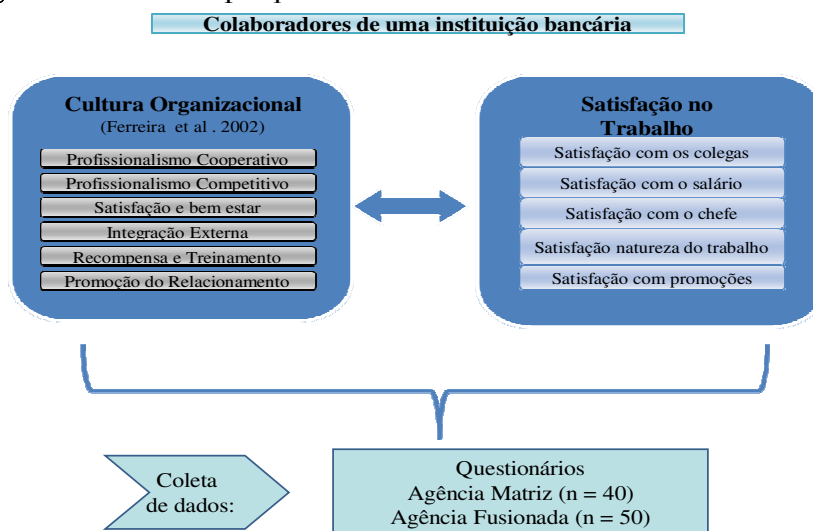 Colaboradores de uma instituição bancária
Cultura Organizacional
(Ferreira et al . 2002)
Profissionalismo Cooperativo
Profissionalismo Competitivo
Satisfação e bem estar
Integração Externa
Recompensa e Treinamento
Promoção do Relacionamento
Satisfação no
Trabalho
Satisfação com os colegas
Satisfação com o salário
Satisfação com o chefe
Satisfação natureza do trabalho
Satisfação com promoções
Coleta
de dados:
Questionários
Agência Matriz (n = 40)
Agência Fusionada (n = 50)